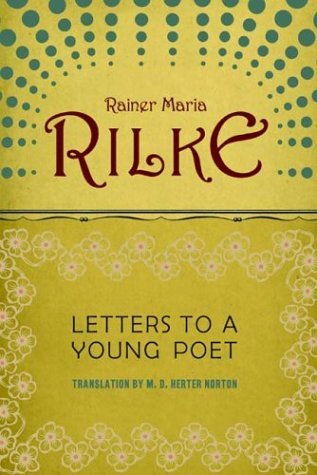 Rainer Maria
RILKE
LETTERS TO A
YOUNG POET
TRANSLATION BY M. D. HERTER NORTON